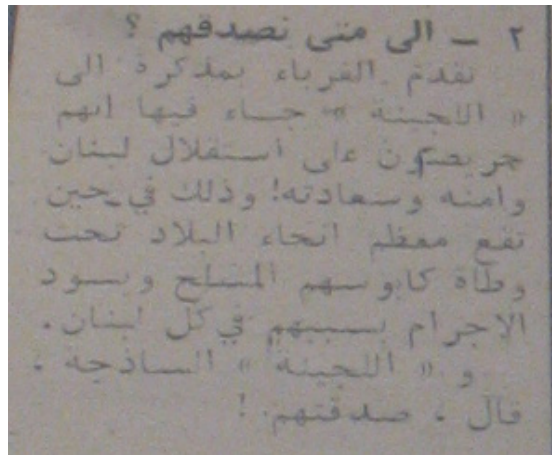 ٢ ــ الى متى نصدقهم ؟
تقدم الغرباء بمذكرة الى
« اللجينة » جاء فيها انهم
حريصون على استقلال لبنان
وامنه وسعادته! وذلك في حين
تقع معظم انحاء البلاد تحت
وطأة كابوسهم المسلح ويسود
الاجرام بسببهم في كل لبنان.
و « اللجينة » الساذجة ،
قال ، صدقتهم !